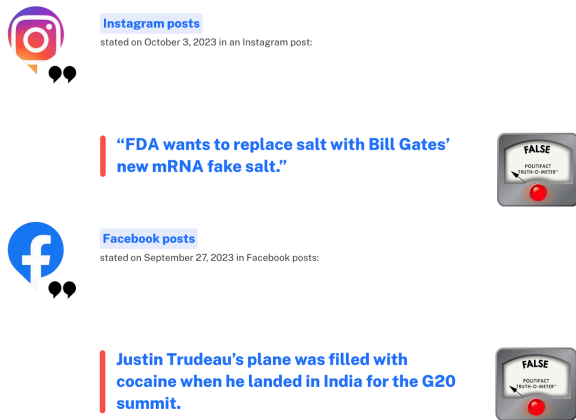 Instagram posts
stated on October 3, 2023 in an Instagram post:
“FDA wants to replace salt with Bill Gates’
new mRNA fake salt.”
FALSE
POLITIFACT
TRUTH-O-METER™
Facebook posts
stated on September 27, 2023 in Facebook posts:
Justin Trudeau’s plane was filled with
cocaine when he landed in India for the G20
summit.
FALSE
POLITIFACT
TRUTH-O-METER™